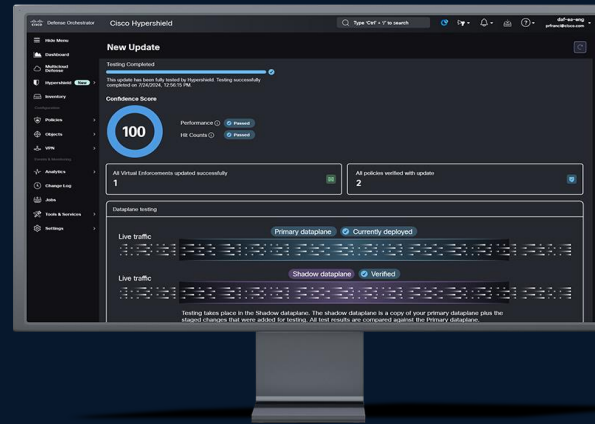 Defense Orchestrator
Cisco Hypershield
Type 'Ctrl' + '/' to search
Hide Menu
Dashboard
Multicloud
Defense
Hypershield New
Inventory
Configuration
Policies
Objects
VPN
Analytics
Change Log
Jobs
Tools & Services
Settings
New Update
Testing Completed
This update has been fully tested by Hypershield. Testing successfully
completed on 7/24/2024, 12:56:15 PM.
Confidence Score
100
Performance
Passed
Hit Counts
Passed
All Virtual Enforcements updated successfully
1
All policies verified with update
2
Dataplane testing
Primary dataplane
Currently deployed
Live traffic
Shadow dataplane
Verified
Live traffic
Testing takes place in the Shadow dataplane. The shadow dataplane is a copy of your primary dataplane plus the
staged changes that were added for testing. All test results are compared against the Primary dataplane.